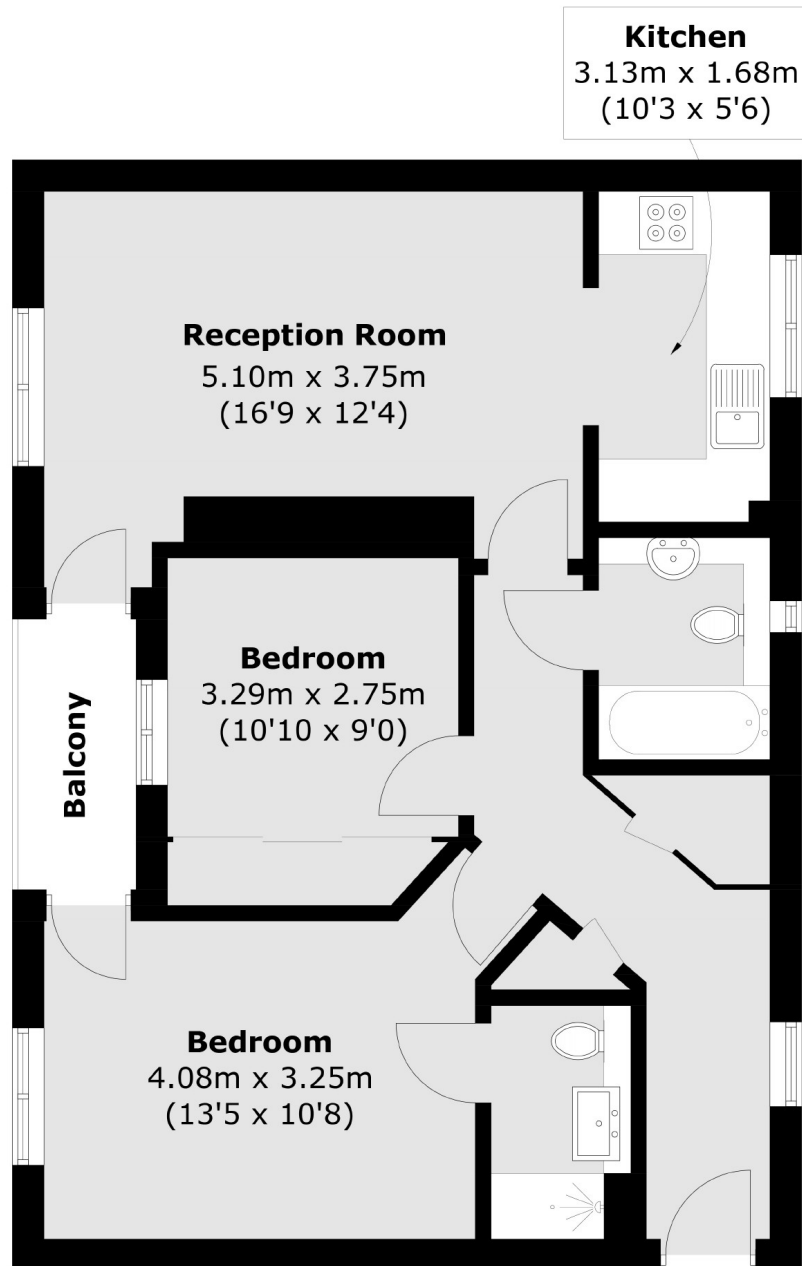 Kitchen
3.13m x 1.68m
(10'3 x 5'6)
Reception Room
5.10m x 3.75m
(16'9 x 12'4)
Bedroom
3.29m x 2.75m
(10'10 x 9'0)
Balcony
Bedroom
4.08m x 3.25m
(13'5 x 10'8)